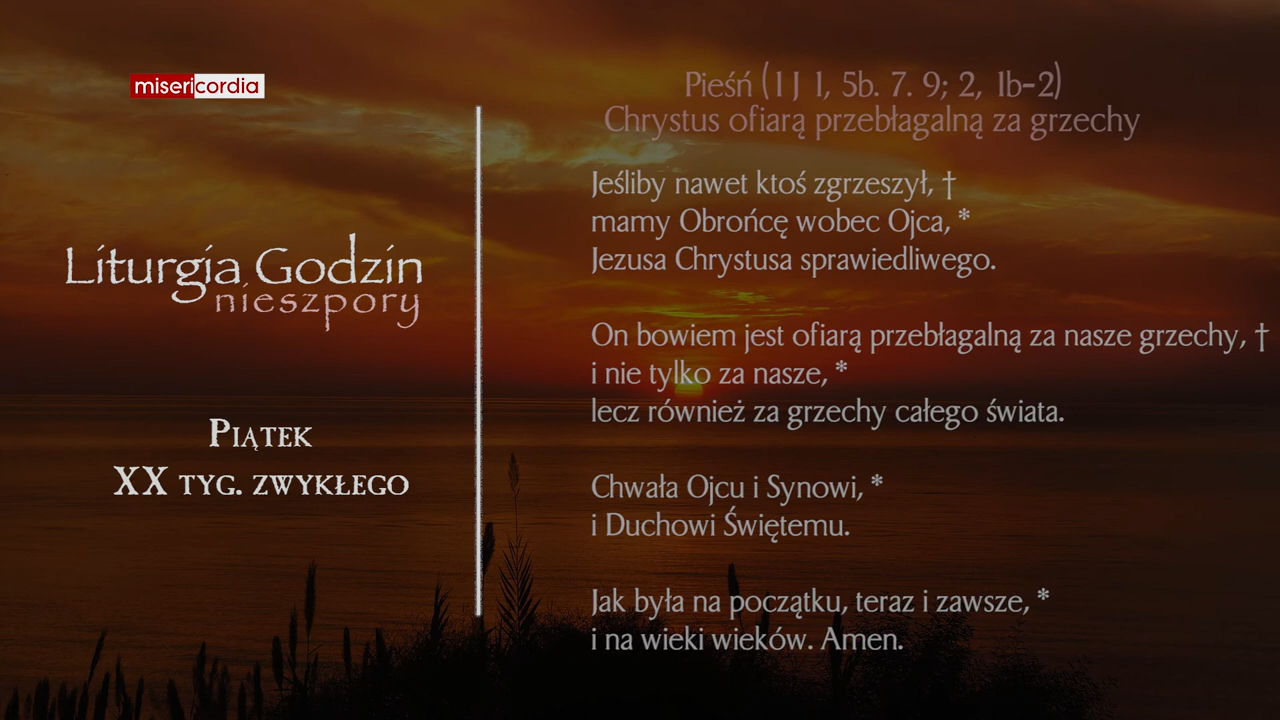 misericordia
Liturgia Godzin
nieszpory
Piątek
XX tyg. zwykłego
Pieśń (1 J 1, 5b. 7. 9; 2, 1b-2)
Chrystus ofiarą przebłagalną za grzechy
Jeśliby nawet ktoś zgrzeszył, †
mamy Obrońcę wobec Ojca, *
Jezusa Chrystusa sprawiedliwego.
On bowiem jest ofiarą przebłagalną za nasze grzechy, †
i nie tylko za nasze, *
lecz również za grzechy całego świata.
Chwała Ojcu i Synowi, *
i Duchowi Świętemu.
Jak była na początku, teraz i zawsze, *
i na wieki wieków. Amen.